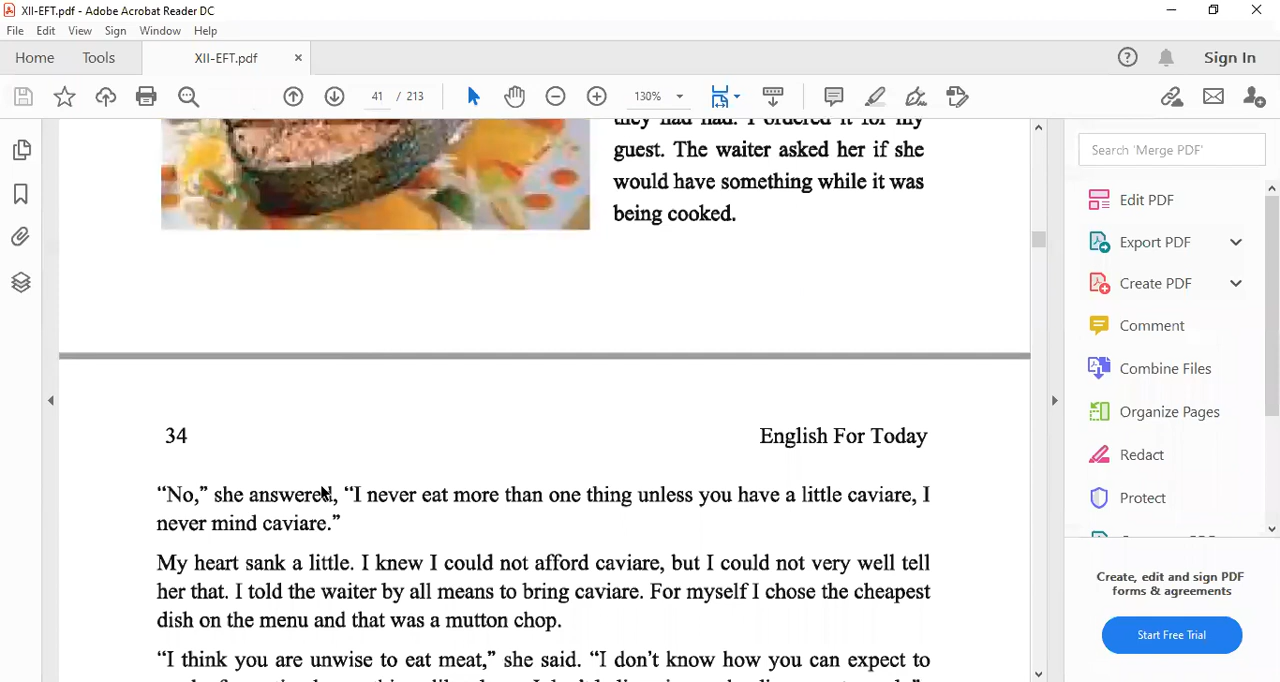 XII-EFT.pdf - Adobe Acrobat Reader DC
File Edit View Sign Window Help
Home Tools XII-EFT.pdf × Sign In
41 / 213 130%
they had had. I ordered it for my
guest. The waiter asked her if she
would have something while it was
being cooked.
34 English For Today
“No,” she answered, “I never eat more than one thing unless you have a little caviare, I
never mind caviare.”
My heart sank a little. I knew I could not afford caviare, but I could not very well tell
her that. I told the waiter by all means to bring caviare. For myself I chose the cheapest
dish on the menu and that was a mutton chop.
“I think you are unwise to eat meat,” she said. “I don’t know how you can expect to
Search 'Merge PDF'
Edit PDF
Export PDF
Create PDF
Comment
Combine Files
Organize Pages
Redact
Protect
Create, edit and sign PDF
forms & agreements
Start Free Trial